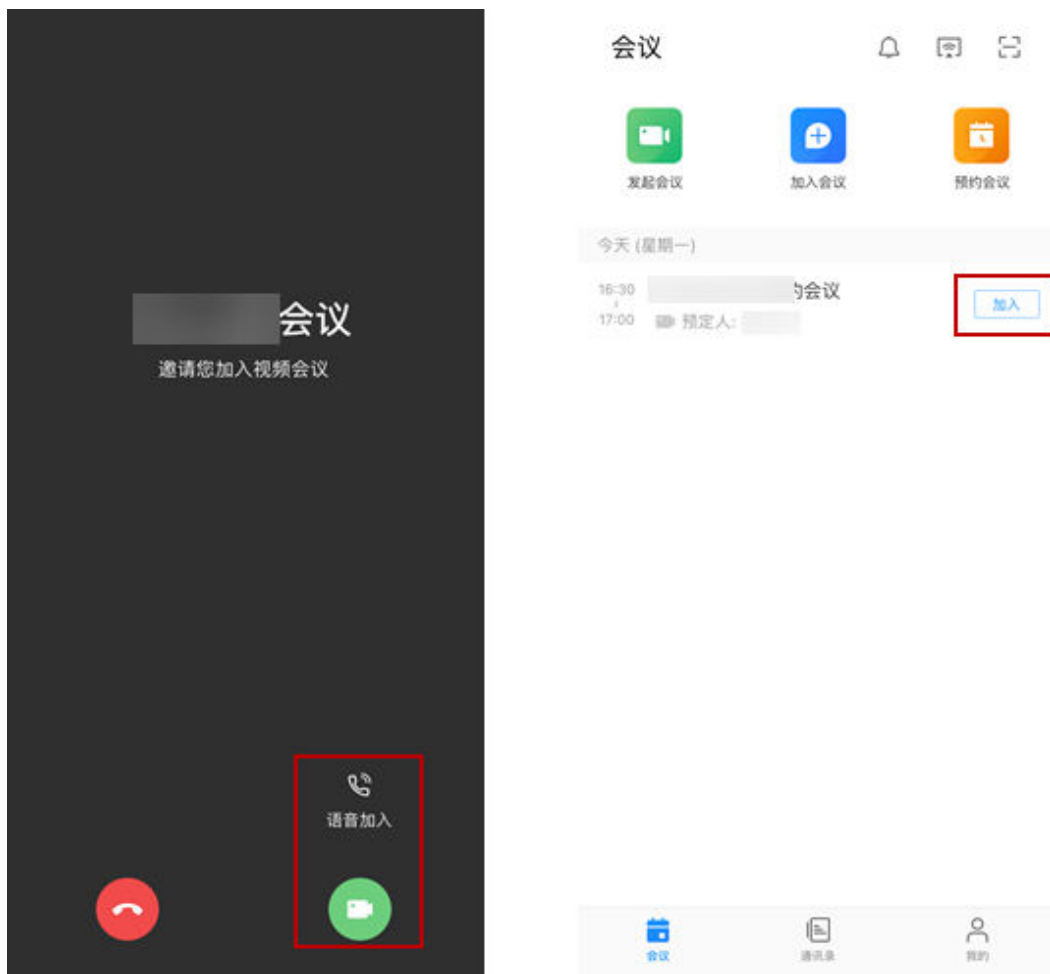 会议
邀请您加入视频会议
语音加入
会议
发起会议
加入会议
预约会议
今天 (星期一)
16:30
会议
加入
17:00
预定人:
会议
通讯录
我的